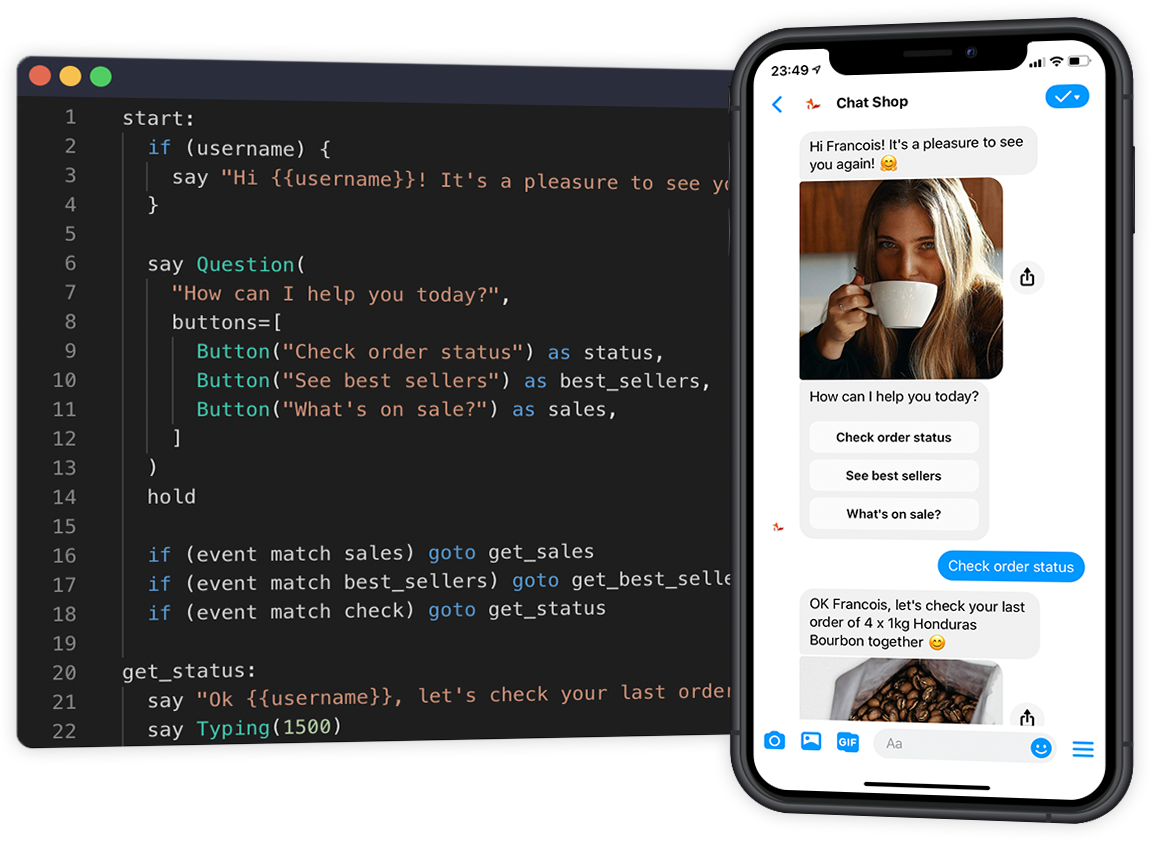 1 start:
2 if (username) {
3 say "Hi {{username}}! It's a pleasure to see
4 }
5
6 say Question(
7 "How can I help you today?",
8 buttons=[
9 Button("Check order status") as status,
10 Button("See best sellers") as best_sellers,
11 Button("What's on sale?") as sales,
12 ]
13 )
14 hold
15
16 if (event match sales) goto get_sales
17 if (event match best_sellers) goto get_best_selle
18 if (event match check) goto get_status
19
20 get_status:
21 say "Ok {{username}}, let's check your last order
22 say Typing(1500)
23:49
Chat Shop
Hi Francois! It's a pleasure to see
you again! 🤗
How can I help you today?
Check order status
See best sellers
What's on sale?
Check order status
OK Francois, let's check your last
order of 4 x 1kg Honduras
Bourbon together 😊
GIF
Aa